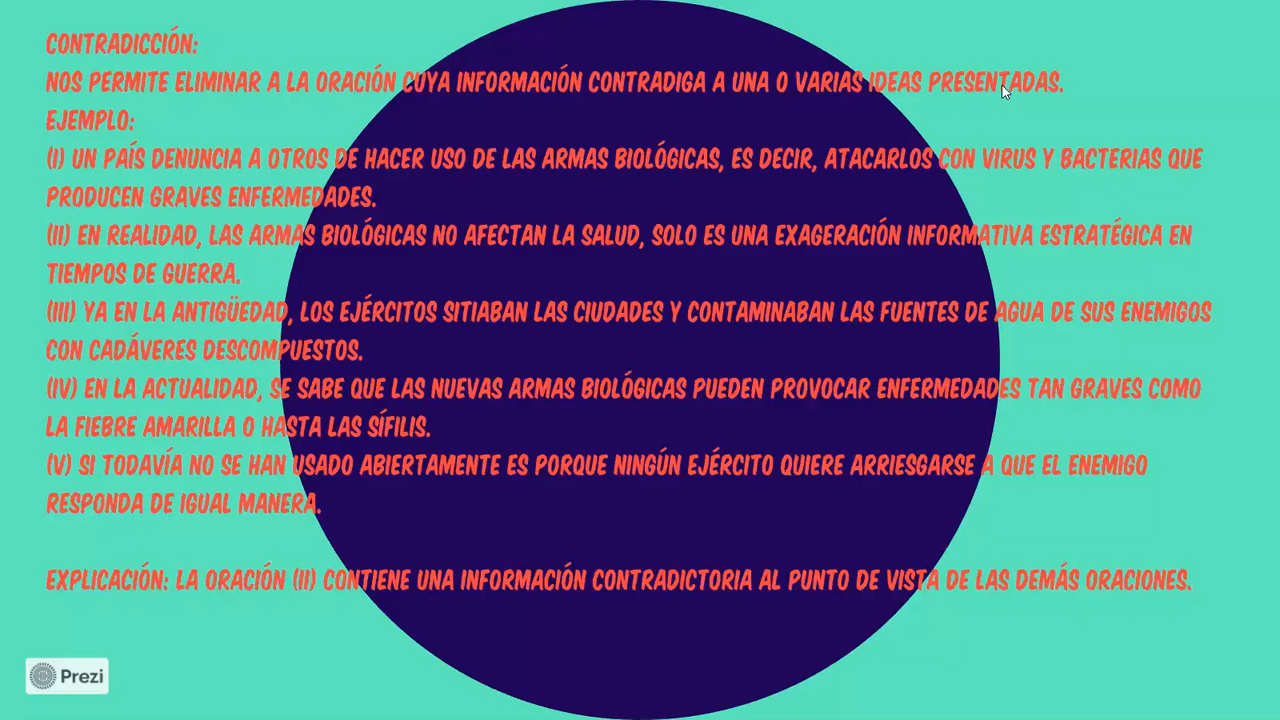 CONTRADICCIÓN:
NOS PERMITE ELIMINAR A LA ORACIÓN CUYA INFORMACIÓN CONTRADIGA A UNA O VARIAS IDEAS PRESENTADAS.
EJEMPLO:
(I) UN PAÍS DENUNCIA A OTROS DE HACER USO DE LAS ARMAS BIOLÓGICAS, ES DECIR, ATACARLOS CON VIRUS Y BACTERIAS QUE
PRODUCEN GRAVES ENFERMEDADES.
(II) EN REALIDAD, LAS ARMAS BIOLÓGICAS NO AFECTAN LA SALUD, SOLO ES UNA EXAGERACIÓN INFORMATIVA ESTRATÉGICA EN
TIEMPOS DE GUERRA.
(III) YA EN LA ANTIGÜEDAD, LOS EJÉRCITOS SITIABAN LAS CIUDADES Y CONTAMINABAN LAS FUENTES DE AGUA DE SUS ENEMIGOS
CON CADÁVERES DESCOMPUESTOS.
(IV) EN LA ACTUALIDAD, SE SABE QUE LAS NUEVAS ARMAS BIOLÓGICAS PUEDEN PROVOCAR ENFERMEDADES TAN GRAVES COMO
LA FIEBRE AMARILLA O HASTA LAS SÍFILIS.
(V) SI TODAVÍA NO SE HAN USADO ABIERTAMENTE ES PORQUE NINGÚN EJÉRCITO QUIERE ARRIESGARSE A QUE EL ENEMIGO
RESPONDA DE IGUAL MANERA.
EXPLICACIÓN: LA ORACIÓN (II) CONTIENE UNA INFORMACIÓN CONTRADICTORIA AL PUNTO DE VISTA DE LAS DEMÁS ORACIONES.
Prezi